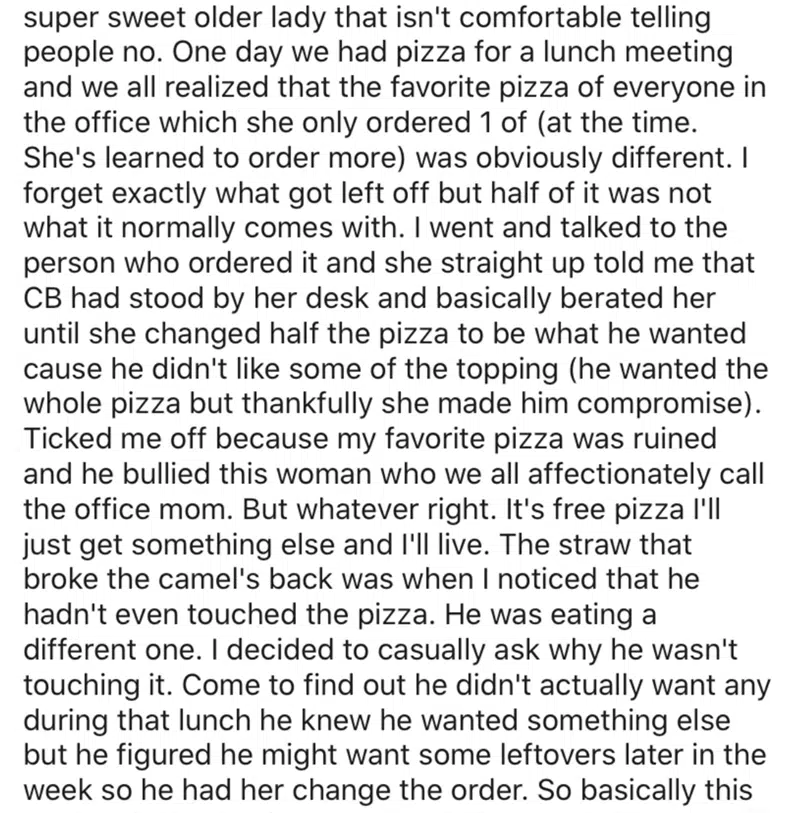 super sweet older lady that isn't comfortable telling
people no. One day we had pizza for a lunch meeting
and we all realized that the favorite pizza of everyone in
the office which she only ordered 1 of (at the time.
She's learned to order more) was obviously different. I
forget exactly what got left off but half of it was not
what it normally comes with. I went and talked to the
person who ordered it and she straight up told me that
CB had stood by her desk and basically berated her
until she changed half the pizza to be what he wanted
cause he didn't like some of the topping (he wanted the
whole pizza but thankfully she made him compromise).
Ticked me off because my favorite pizza was ruined
and he bullied this woman who we all affectionately call
the office mom. But whatever right. It's free pizza I'll
just get something else and I'll live. The straw that
broke the camel's back was when I noticed that he
hadn't even touched the pizza. He was eating a
different one. I decided to casually ask why he wasn't
touching it. Come to find out he didn't actually want any
during that lunch he knew he wanted something else
but he figured he might want some leftovers later in the
week so he had her change the order. So basically this